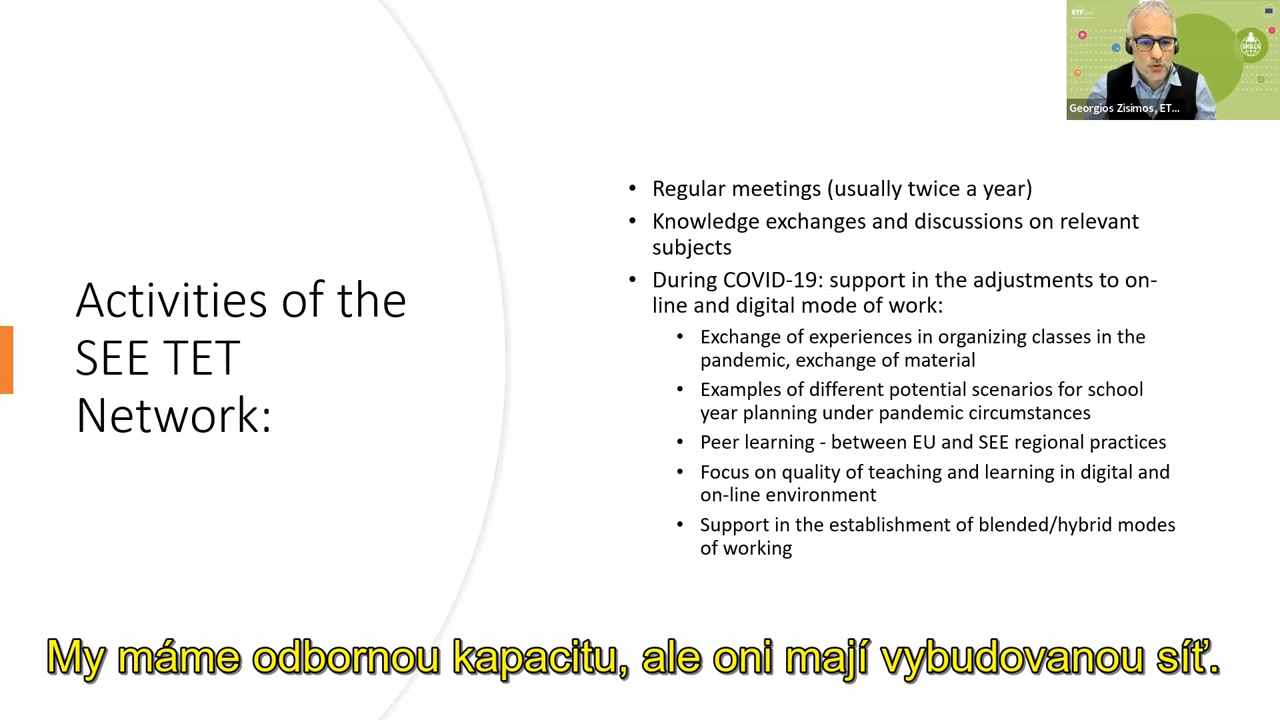 ETF
SKILLS
Georgios Zisimos, ET...
Activities of the
SEE TET
Network:
• Regular meetings (usually twice a year)
• Knowledge exchanges and discussions on relevant
subjects
• During COVID-19: support in the adjustments to on-
line and digital mode of work:
• Exchange of experiences in organizing classes in the
pandemic, exchange of material
• Examples of different potential scenarios for school
year planning under pandemic circumstances
• Peer learning - between EU and SEE regional practices
• Focus on quality of teaching and learning in digital and
on-line environment
• Support in the establishment of blended/hybrid modes
of working
My máme odbornou kapacitu, ale oni mají vybudovanou síť.